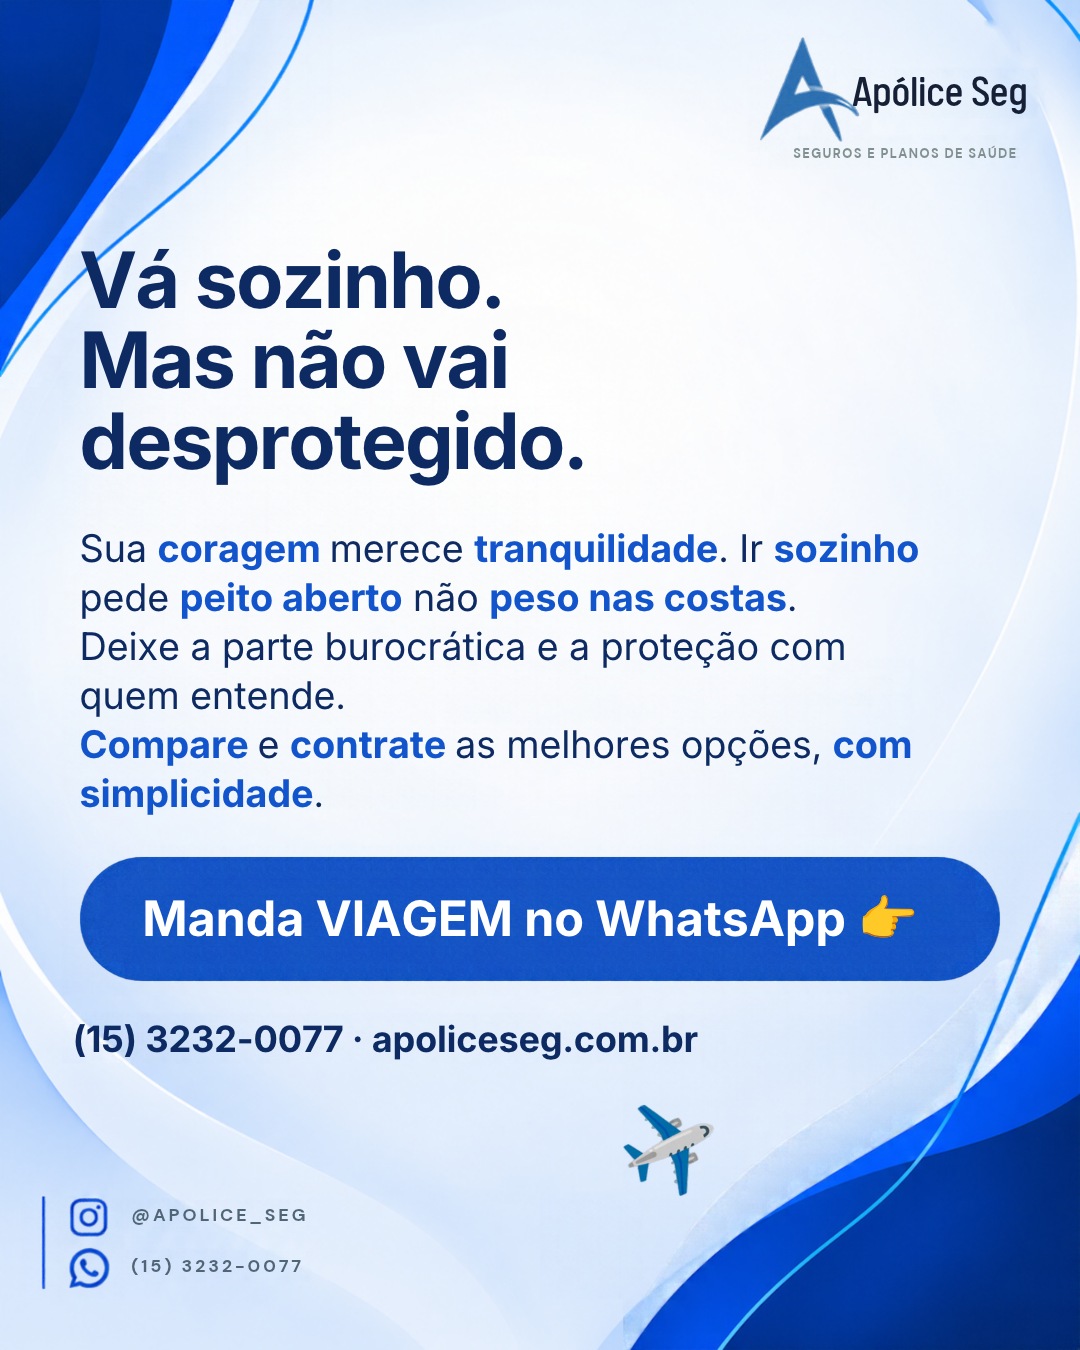 Apólice Seg
SEGUROS E PLANOS DE SAÚDE
Vá sozinho.
Mas não vai
desprotegido.
Sua coragem merece tranquilidade. Ir sozinho
pede peito aberto não peso nas costas.
Deixe a parte burocrática e a proteção com
quem entende.
Compare e contrate as melhores opções, com
simplicidade.
Manda VIAGEM no WhatsApp 👉
(15) 3232-0077 · apoliceseg.com.br
@APOLICE_SEG
(15) 3232-0077